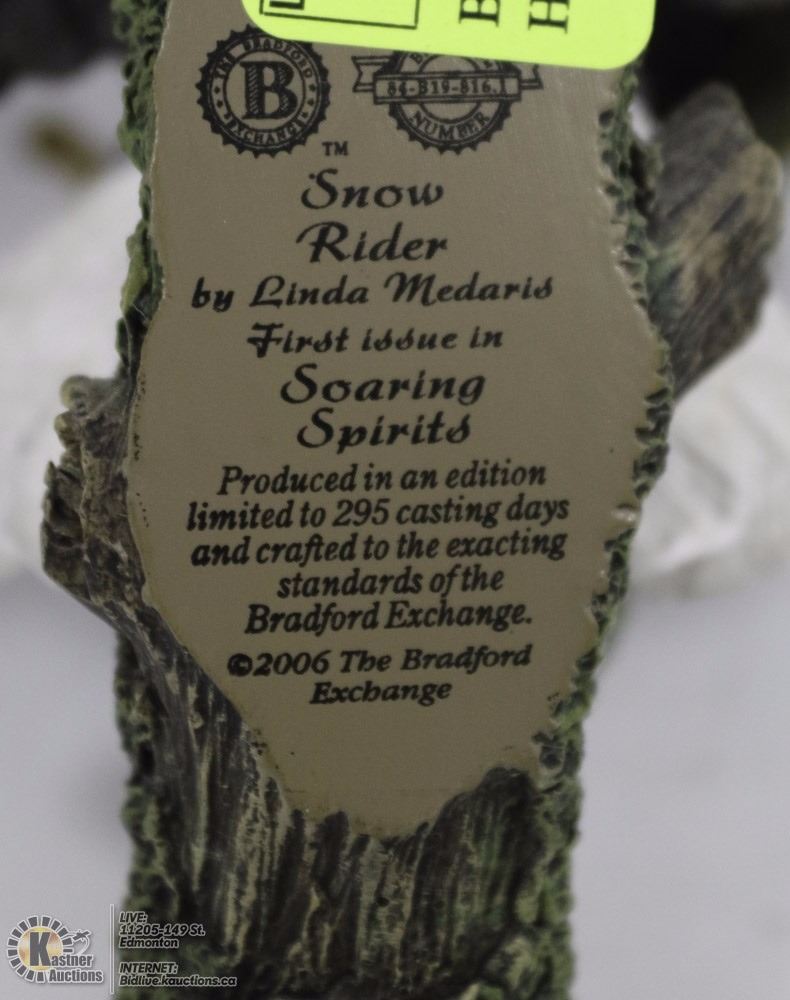 THE BRADFORD
B
EXCHANGE
84-B19-816.1
NUMBER
TM
Snow
Rider
by Linda Medaris
First issue in
Soaring
Spirits
Produced in an edition
limited to 295 casting days
and crafted to the exacting
standards of the
Bradford Exchange.
©2006 The Bradford
Exchange
B
H
Kastner
Auctions
LIVE:
11205-149 St.
Edmonton
INTERNET:
Bidlive.kauctions.ca